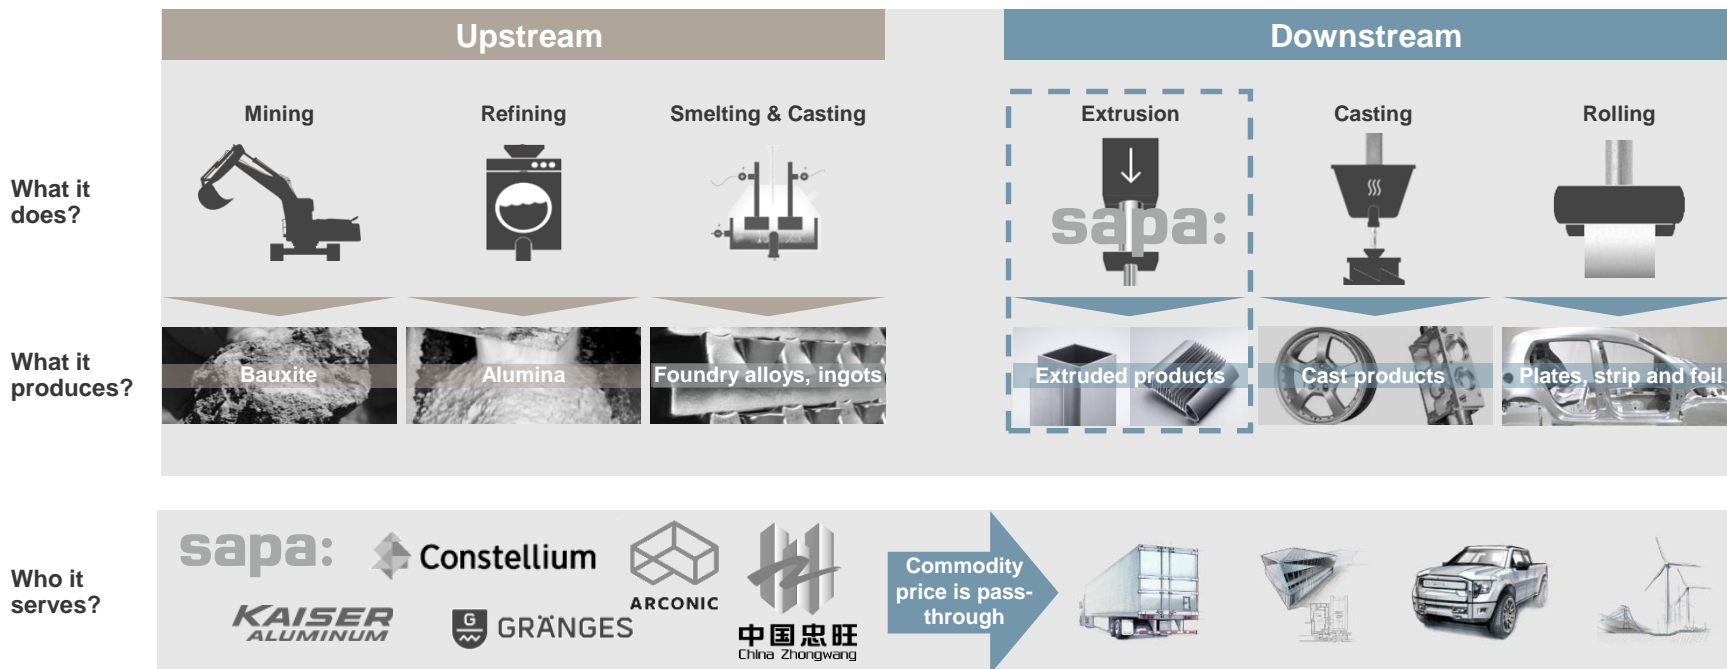 Upstream
Downstream
Mining
Refining
Smelting & Casting
Extrusion
Casting
Rolling
What it
does?
sapa:
What it
produces?
Bauxite
Alumina
Foundry alloys, ingots
Extruded products
Cast products
Plates, strip and foil
Who it
serves?
sapa:
Constellium
ARCONIC
KAISER
ALUMINUM
G
GRÄNGES
中国忠旺
China Zhongwang
Commodity
price is pass-
through